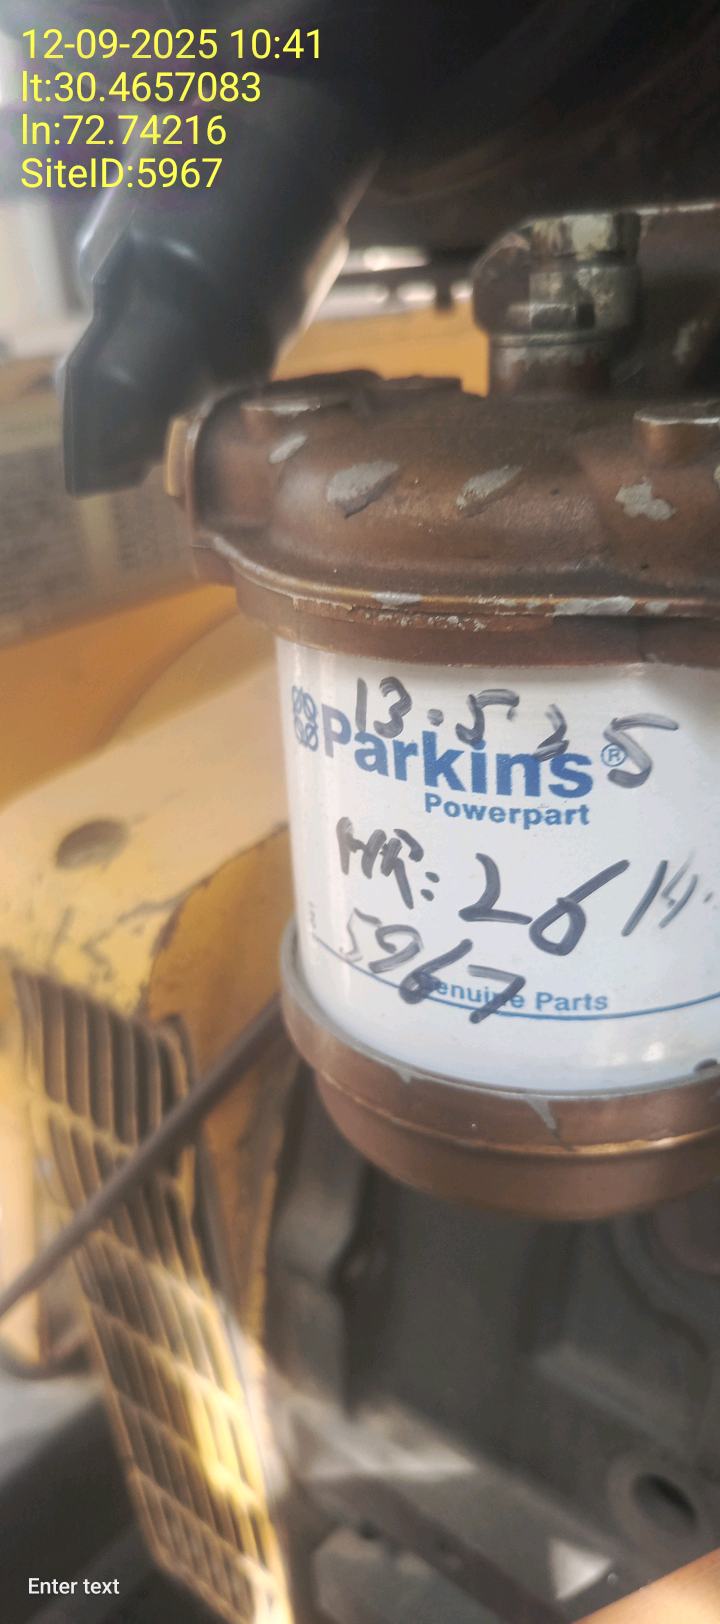 12-09-2025 10:41
lt:30.4657083
ln:72.74216
SiteID:5967
13.5 25
Parkins®
Powerpart
HR: 2614
5967
Genuine Parts
Enter text